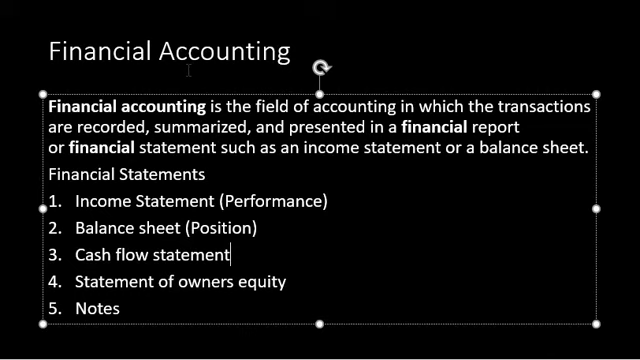 Financial Accounting
Financial accounting is the field of accounting in which the transactions
are recorded, summarized, and presented in a financial report
or financial statement such as an income statement or a balance sheet.
Financial Statements
1. Income Statement (Performance)
2. Balance sheet (Position)
3. Cash flow statement
4. Statement of owners equity
5. Notes